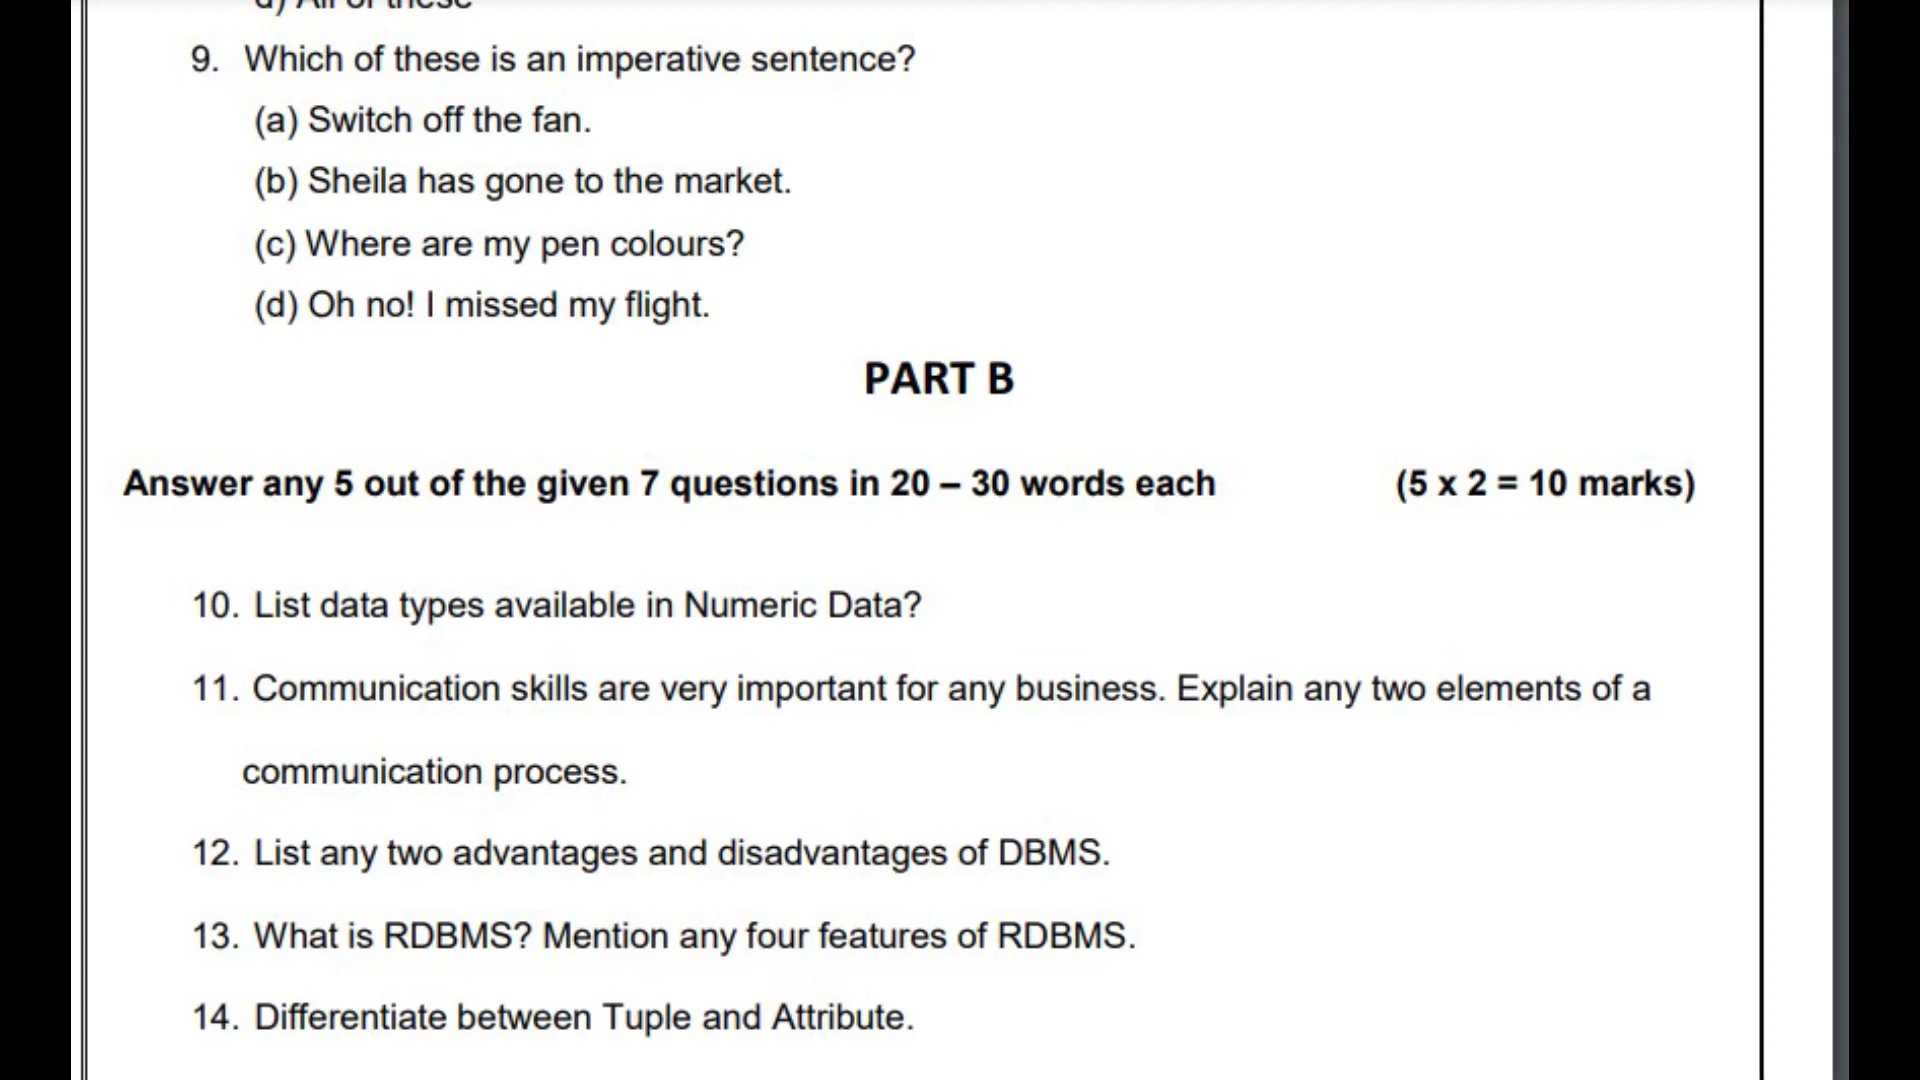 d) All of these
9. Which of these is an imperative sentence?
(a) Switch off the fan.
(b) Sheila has gone to the market.
(c) Where are my pen colours?
(d) Oh no! I missed my flight.
PART B
Answer any 5 out of the given 7 questions in 20 – 30 words each (5 x 2 = 10 marks)
10. List data types available in Numeric Data?
11. Communication skills are very important for any business. Explain any two elements of a
communication process.
12. List any two advantages and disadvantages of DBMS.
13. What is RDBMS? Mention any four features of RDBMS.
14. Differentiate between Tuple and Attribute.